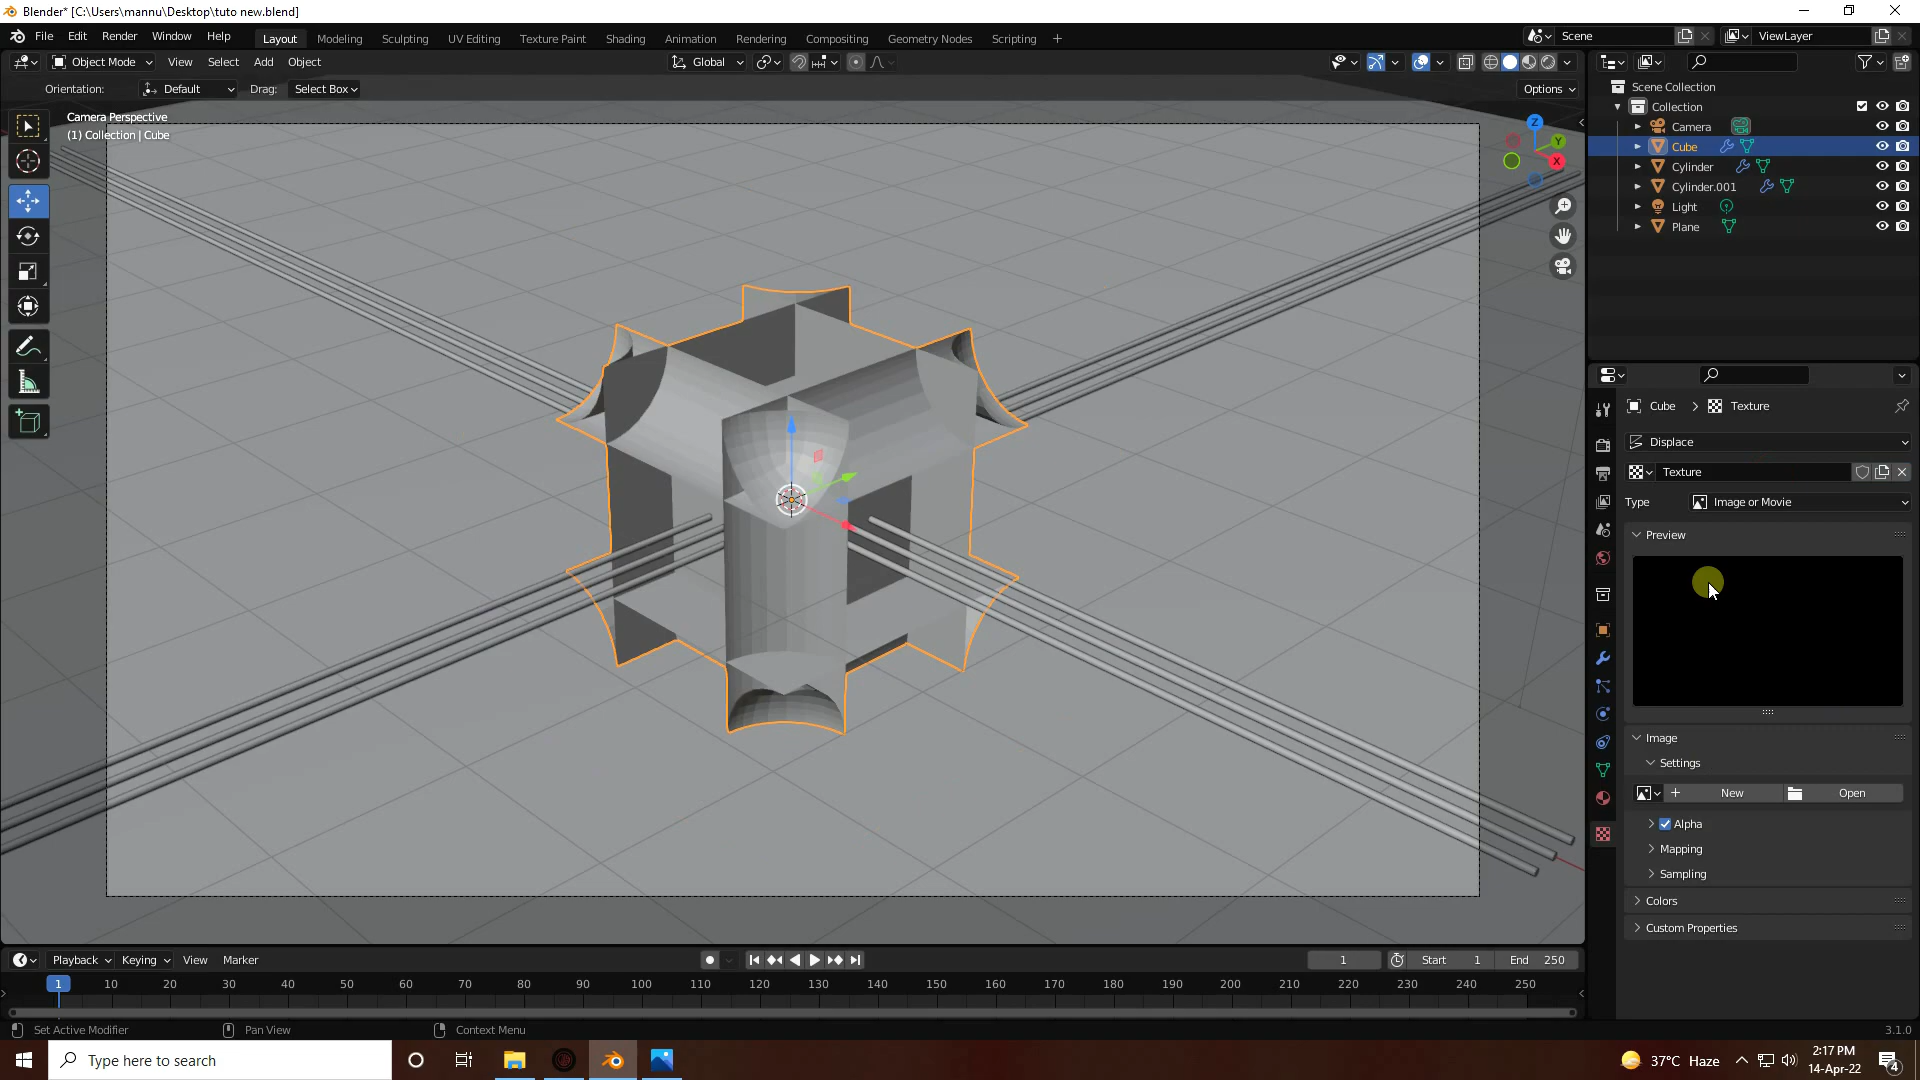 Blender* [C:\Users\mannu\Desktop\tuto new.blend]
File Edit Render Window Help Layout Modeling Sculpting UV Editing Texture Paint Shading Animation Rendering Compositing Geometry Nodes Scripting + Scene ViewLayer
Object Mode View Select Add Object Global
Orientation: Default Drag: Select Box Options
Camera Perspective
(1) Collection | Cube
Z
Y
X
Scene Collection
Collection
Camera
Cube
Cylinder
Cylinder.001
Light
Plane
Cube > Texture
Displace
Texture
Type Image or Movie
Preview
Image
Settings
+ New Open
Alpha
Mapping
Sampling
Colors
Custom Properties
Playback Keying View Marker 1 Start 1 End 250
1 10 20 30 40 50 60 70 80 90 100 110 120 130 140 150 160 170 180 190 200 210 220 230 240 250
Set Active Modifier Pan View Context Menu 3.1.0
Type here to search 37°C Haze 2:17 PM
14-Apr-22 4